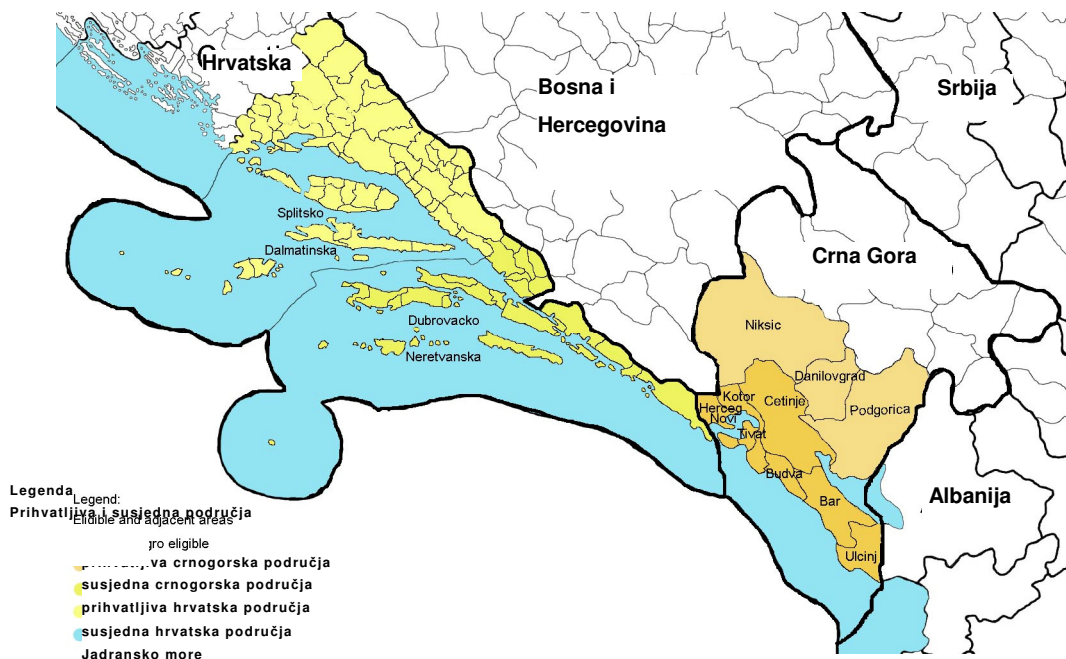 Hrvatska
Bosna i
Hercegovina
Srbija
Splitsko
Dalmatinska
Crna Gora
Dubrovacko
Neretvanska
Niksic
Danilovgrad
Kotor
Cetinje
Herceg
Novi
Podgorica
Tivat
Budva
Bar
Albanija
Ulcinj
Legenda
Legend:
Prihvatljiva i susjedna područja
Eligible and adjacent areas
eligible
prihvatljiva crnogorska područja
susjedna crnogorska područja
prihvatljiva hrvatska područja
susjedna hrvatska područja
Jadransko more